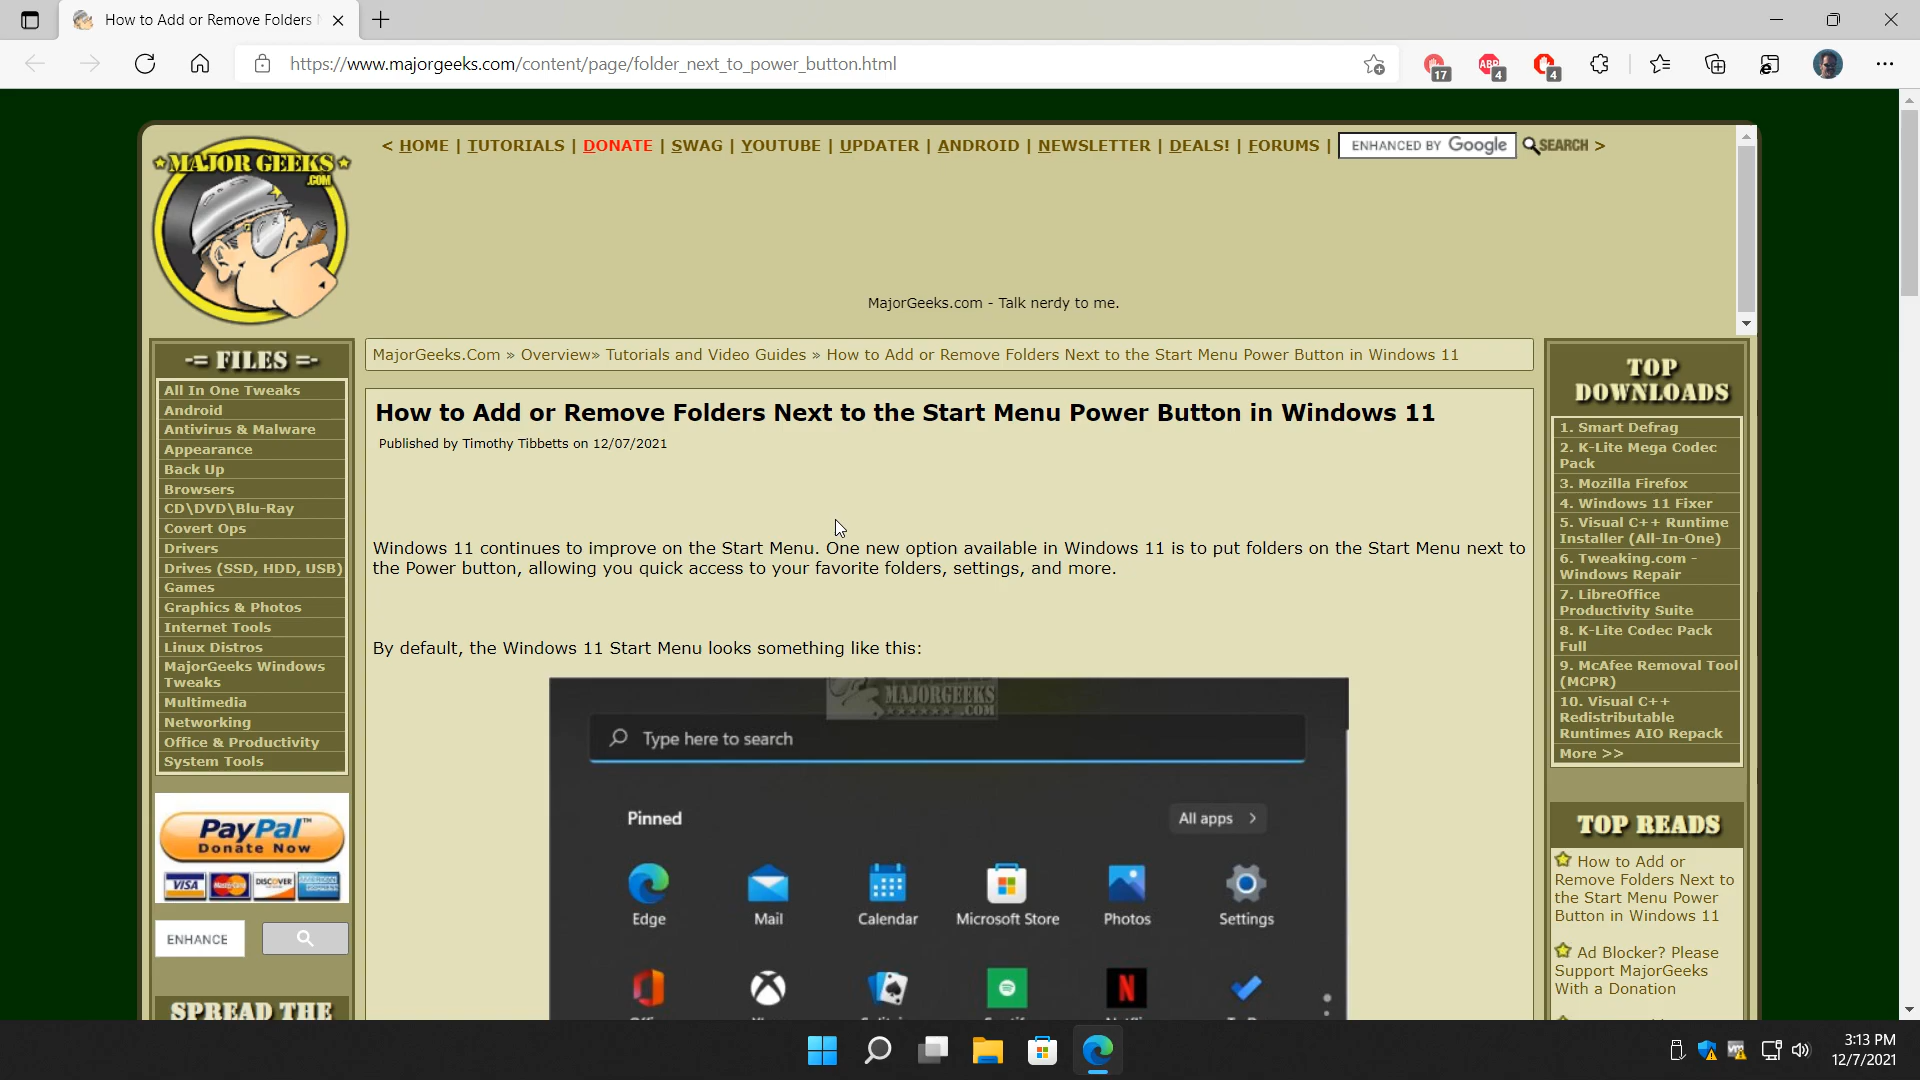 How to Add or Remove Folders
https://www.majorgeeks.com/content/page/folder_next_to_power_button.html
17
ABP
4
4
MAJOR GEEKS
.COM
< HOME | TUTORIALS | DONATE | SWAG | YOUTUBE | UPDATER | ANDROID | NEWSLETTER | DEALS! | FORUMS | ENHANCED BY Google SEARCH >
MajorGeeks.com - Talk nerdy to me.
-= FILES =-
All In One Tweaks
Android
Antivirus & Malware
Appearance
Back Up
Browsers
CD\DVD\Blu-Ray
Covert Ops
Drivers
Drives (SSD, HDD, USB)
Games
Graphics & Photos
Internet Tools
Linux Distros
MajorGeeks Windows
Tweaks
Multimedia
Networking
Office & Productivity
System Tools
PayPal™
Donate Now
VISA MasterCard DISCOVER AMERICAN EXPRESS
ENHANCE
SPREAD THE
MajorGeeks.Com » Overview» Tutorials and Video Guides » How to Add or Remove Folders Next to the Start Menu Power Button in Windows 11
How to Add or Remove Folders Next to the Start Menu Power Button in Windows 11
Published by Timothy Tibbetts on 12/07/2021
Windows 11 continues to improve on the Start Menu. One new option available in Windows 11 is to put folders on the Start Menu next to
the Power button, allowing you quick access to your favorite folders, settings, and more.
By default, the Windows 11 Start Menu looks something like this:
MAJORGEEKS
.COM
Type here to search
Pinned
All apps >
Edge
Mail
Calendar
Microsoft Store
Photos
Settings
N
TOP
DOWNLOADS
1. Smart Defrag
2. K-Lite Mega Codec
Pack
3. Mozilla Firefox
4. Windows 11 Fixer
5. Visual C++ Runtime
Installer (All-In-One)
6. Tweaking.com -
Windows Repair
7. LibreOffice
Productivity Suite
8. K-Lite Codec Pack
Full
9. McAfee Removal Tool
(MCPR)
10. Visual C++
Redistributable
Runtimes AIO Repack
More >>
TOP READS
How to Add or
Remove Folders Next to
the Start Menu Power
Button in Windows 11
Ad Blocker? Please
Support MajorGeeks
With a Donation
3:13 PM
12/7/2021